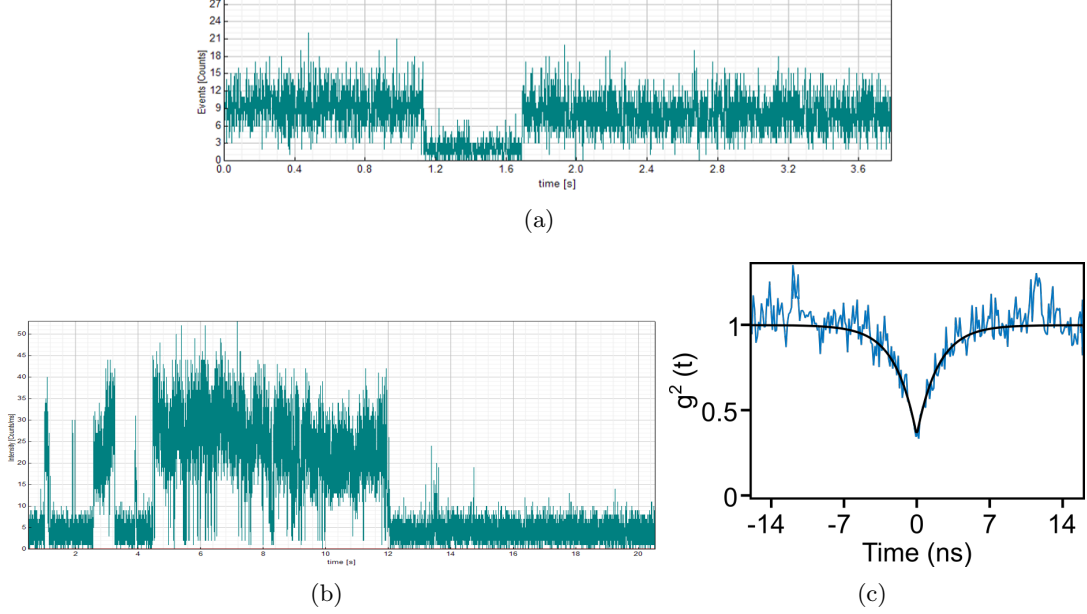 27
24
21
18
15
12
9
6
3
0
Events [Counts]
0.0 0.4 0.8 1.2 1.6 2.0 2.4 2.8 3.2 3.6
time [s]
(a)
50
45
40
35
30
25
20
15
10
5
0
Intensity [Counts/ms]
2 4 6 8 10 12 14 16 18 20
time [s]
(b)
1
0.5
0
g² (t)
-14 -7 0 7 14
Time (ns)
(c)